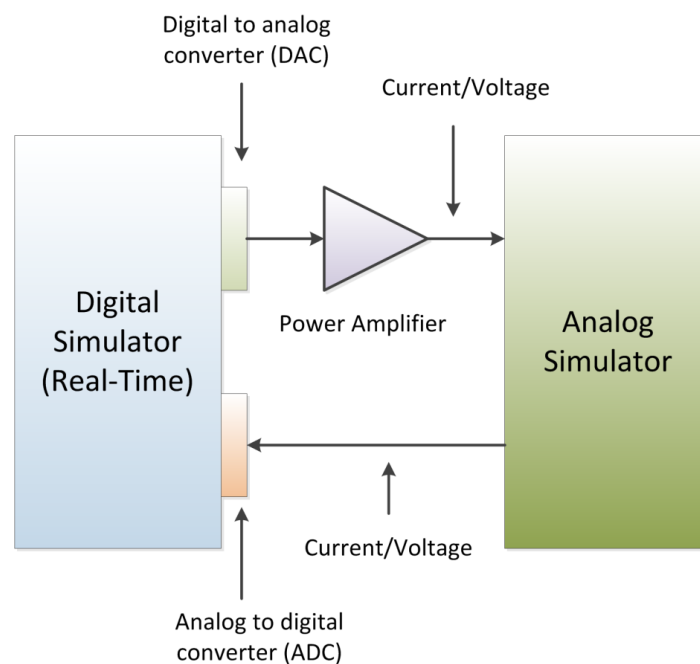 Digital to analog
converter (DAC)
Current/Voltage
Digital
Simulator
(Real-Time)
Power Amplifier
Analog
Simulator
Current/Voltage
Analog to digital
converter (ADC)